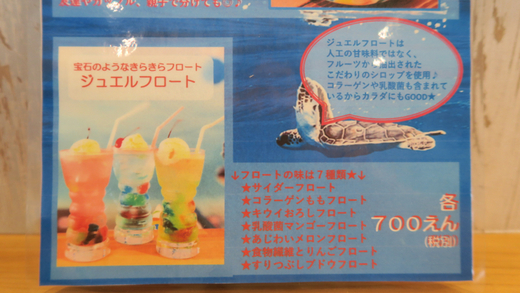 宝石のようなきらきらフロート
ジュエルフロート
ジュエルフロートは
人工の甘味料ではなく、
フルーツから抽出された
こだわりのシロップを使用♪
コラーゲンや乳酸菌も含まれて
いるからカラダにもGOOD★
↓フロートの味は7種類★↓
★サイダーフロート
★コラーゲンももフロート
★キウイおろしフロート
★乳酸菌マンゴーフロート
★あじわいメロンフロート
★食物繊維とりんごフロート
★すりつぶしブドウフロート
各
700えん
(税別)